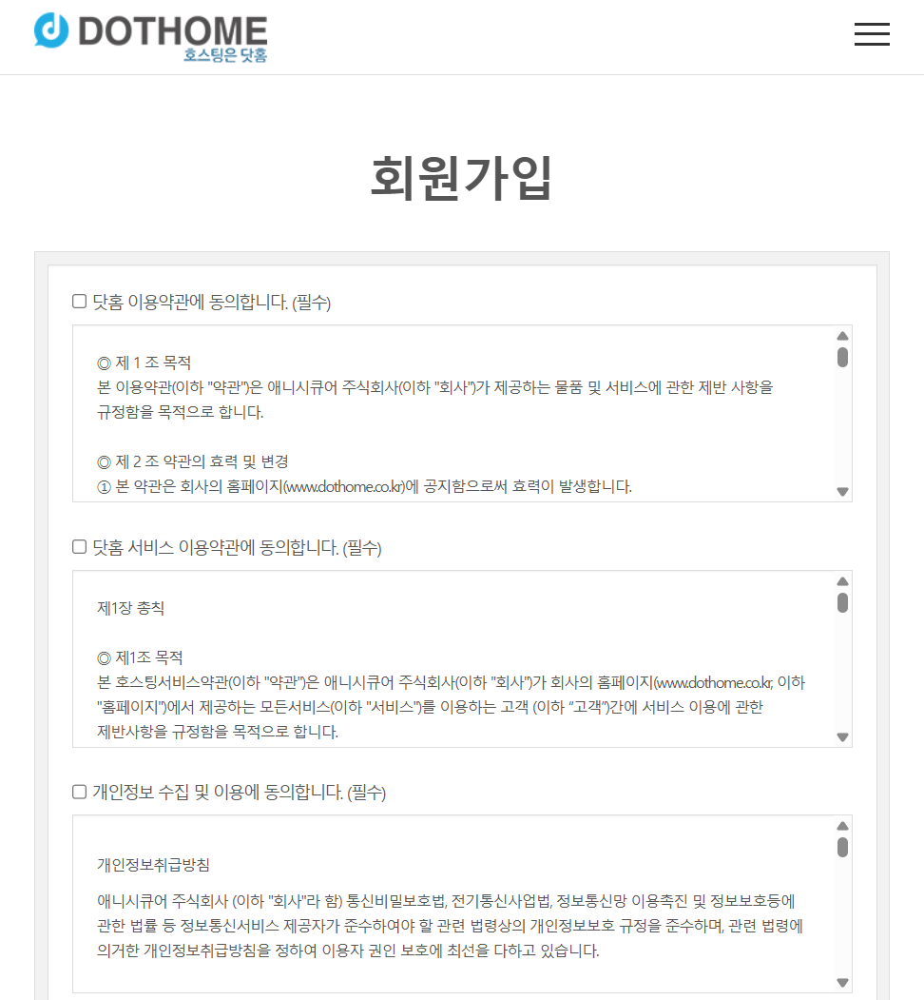 DOTHOME
호스팅은 닷홈
회원가입
닷홈 이용약관에 동의합니다. (필수)
◎ 제 1 조 목적
본 이용약관(이하 "약관")은 애니시큐어 주식회사(이하 "회사")가 제공하는 물품 및 서비스에 관한 제반 사항을
규정함을 목적으로 합니다.
◎ 제 2 조 약관의 효력 및 변경
① 본 약관은 회사의 홈페이지(www.dothome.co.kr)에 공지함으로써 효력이 발생합니다.
닷홈 서비스 이용약관에 동의합니다. (필수)
제1장 총칙
◎ 제1조 목적
본 호스팅서비스약관(이하 "약관")은 애니시큐어 주식회사(이하 "회사")가 회사의 홈페이지(www.dothome.co.kr, 이하
"홈페이지")에서 제공하는 모든서비스(이하 "서비스")를 이용하는 고객 (이하 “고객”)간에 서비스 이용에 관한
제반사항을 규정함을 목적으로 합니다.
개인정보 수집 및 이용에 동의합니다. (필수)
개인정보취급방침
애니시큐어 주식회사 (이하 "회사"라 함) 통신비밀보호법, 전기통신사업법, 정보통신망 이용촉진 및 정보보호등에
관한 법률 등 정보통신서비스 제공자가 준수하여야 할 관련 법령상의 개인정보보호 규정을 준수하며, 관련 법령에
의거한 개인정보취급방침을 정하여 이용자 권인 보호에 최선을 다하고 있습니다.